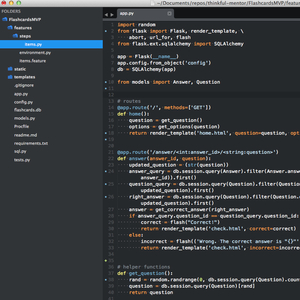 ~/Documents/repos/thinkful-mentor/FlashcardsMVP/features
FOLDERS
FlashcardsMVP
features
steps
items.py
environment.py
items.feature
static
templates
.gitignore
app.py
config.py
flashcards.db
models.py
Procfile
readme.md
requirements.txt
sql.py
tests.py
app.py
import random
from flask import Flask, render_template, \
abort, url_for, flash
from flask.ext.sqlalchemy import SQLAlchemy
app = Flask(__name__)
app.config.from_object('config')
db = SQLAlchemy(app)
from models import Answer, Question
# routes
@app.route('/', methods=['GET'])
def home():
question = get_question()
options = get_options(question)
return render_template('home.html', question=question, opt
@app.route('/answer/<int:answer_id>/<string:question>')
def answer(answer_id, question):
updated_question = (str(question))
answer_query = db.session.query(Answer).filter(Answer.answ
answer_id)).first()
question_query = db.session.query(Question).filter(Questio
updated_question).first()
right_answer = db.session.query(Question).filter(Question.
updated_question).first()
answer = get_correct_answer(right_answer)
if answer_query.question_id == question_query.question_id:
correct = flash("Correct!")
return render_template('check.html', correct=correct)
else:
incorrect = flash(("Wrong. The correct answer is "{}"'
return render_template('check.html', incorrect=incorre
# helper functions
def get_question():
rand = random.randrange(0, db.session.query(Question).coun
question = db.session.query(Question)[rand]
return question